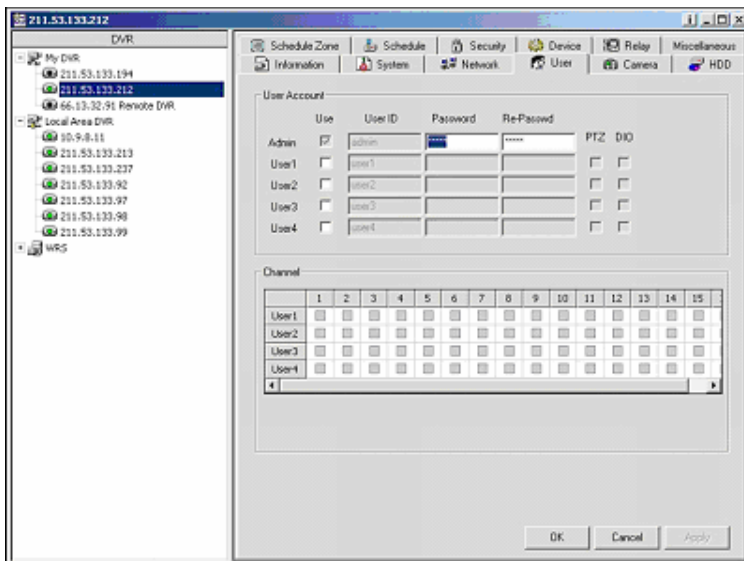 211.53.133.212
DVR
My DVR
211.53.133.194
211.53.133.212
66.13.32.91 Remote DVR
Local Area DVR
10.9.8.11
211.53.133.213
211.53.133.237
211.53.133.92
211.53.133.97
211.53.133.98
211.53.133.99
WRS
Schedule Zone Schedule Security Device Relay Miscellaneous
Information System Network User Camera HDD
User Account
Use User ID Password Re-Passwd
PTZ DIO
Admin admin ***** *****
User1 user1
User2 user2
User3 user3
User4 user4
Channel
1 2 3 4 5 6 7 8 9 10 11 12 13 14 15
User1
User2
User3
User4
OK Cancel Apply